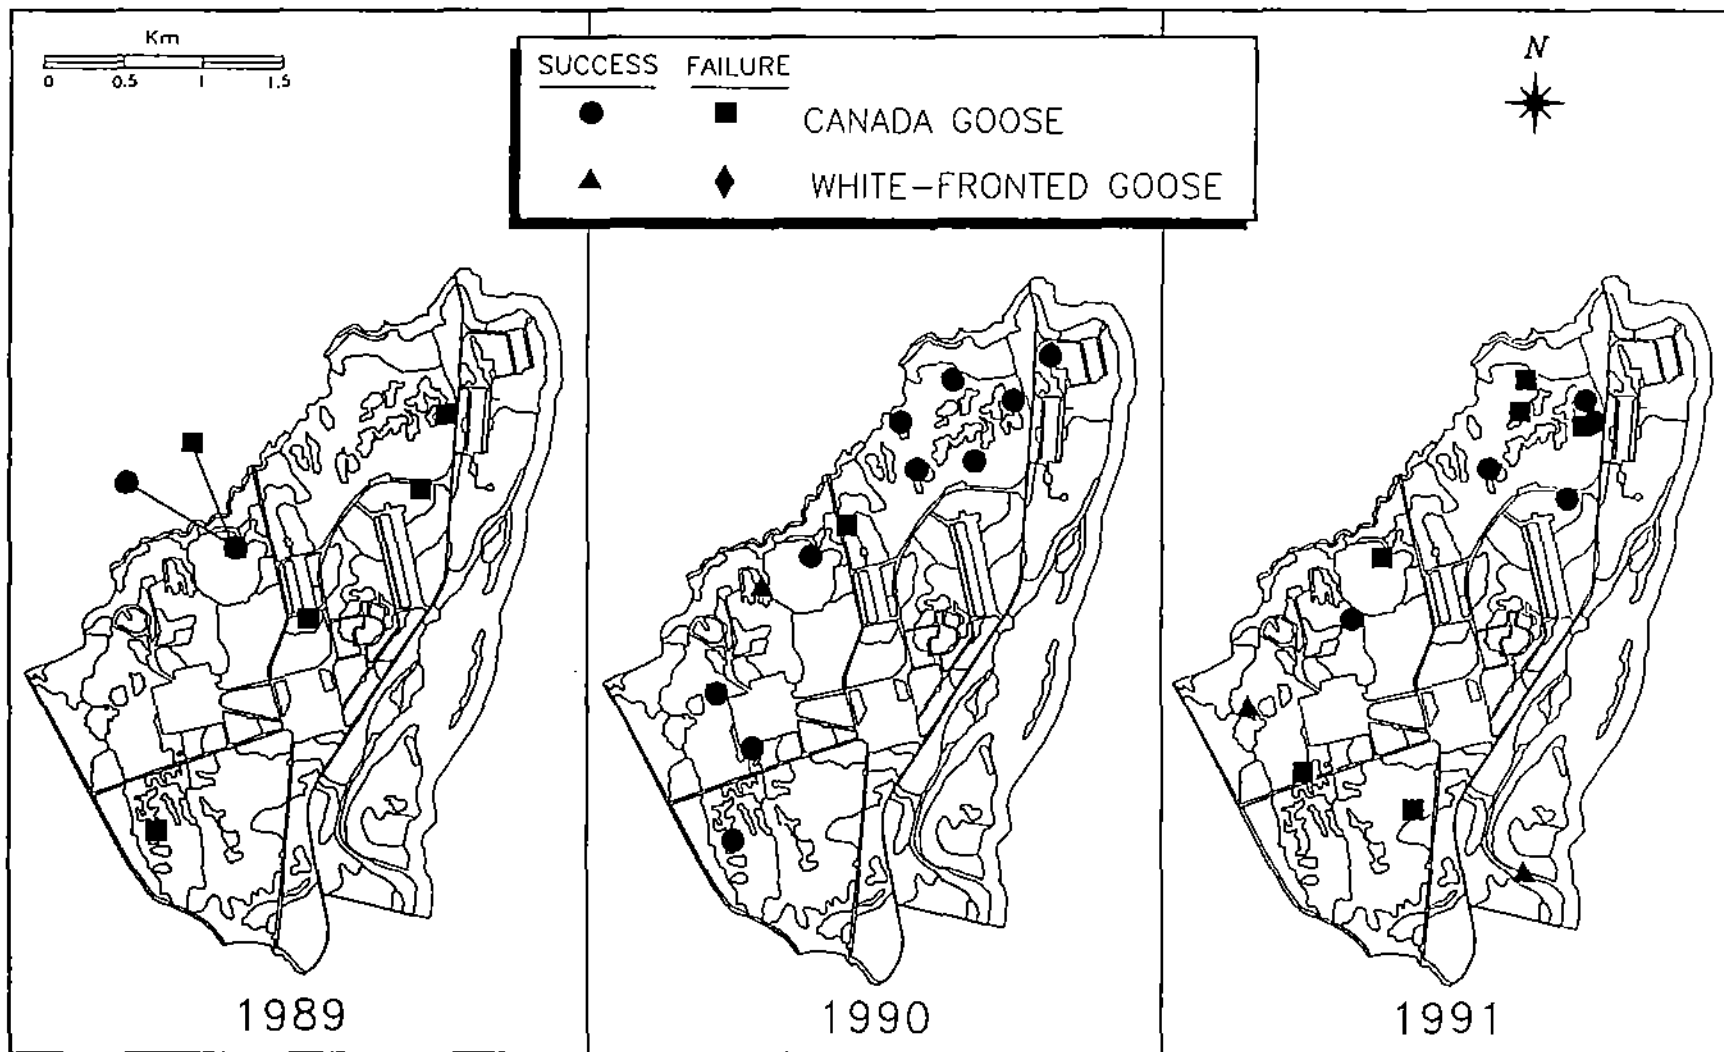 Km
0 0.5 1 1.5
SUCCESS FAILURE
CANADA GOOSE
WHITE-FRONTED GOOSE
N
1989
1990
1991